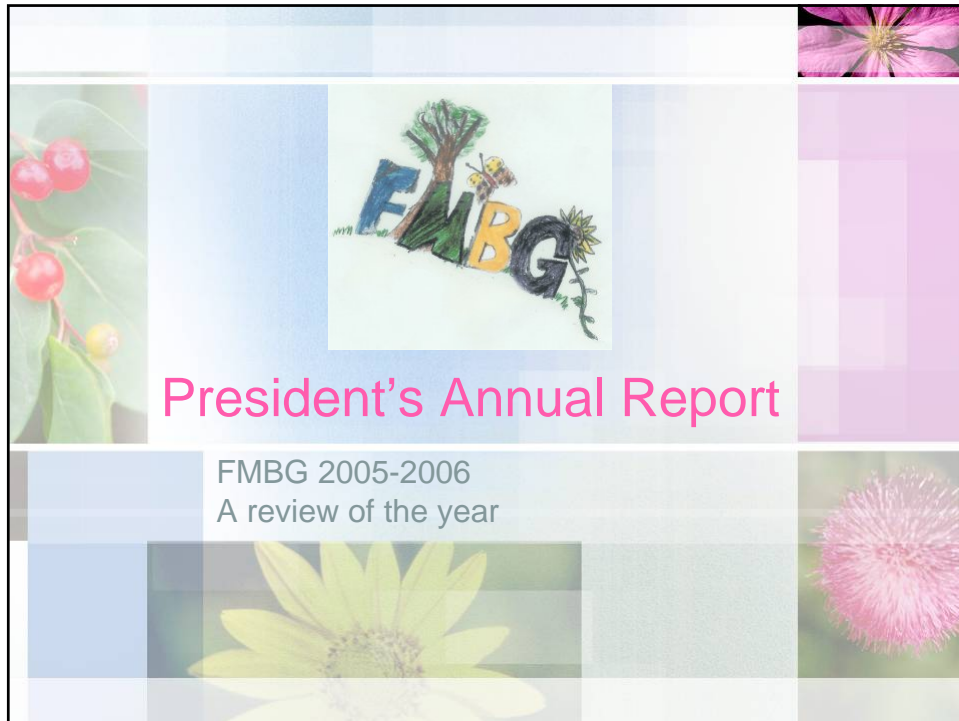 FMBG
President’s Annual Report
FMBG 2005-2006
A review of the year